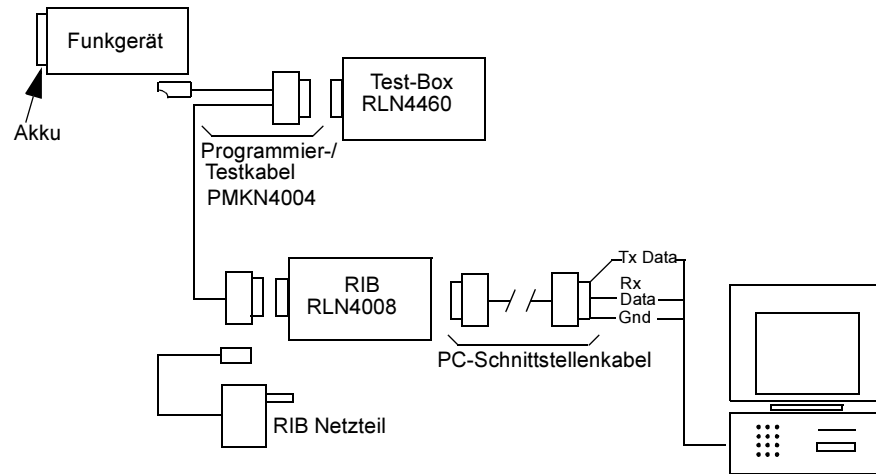 Funkgerät
Akku
Test-Box
RLN4460
Programmier-/
Testkabel
PMKN4004
RIB
RLN4008
Tx Data
Rx
Data
Gnd
PC-Schnittstellenkabel
RIB Netzteil